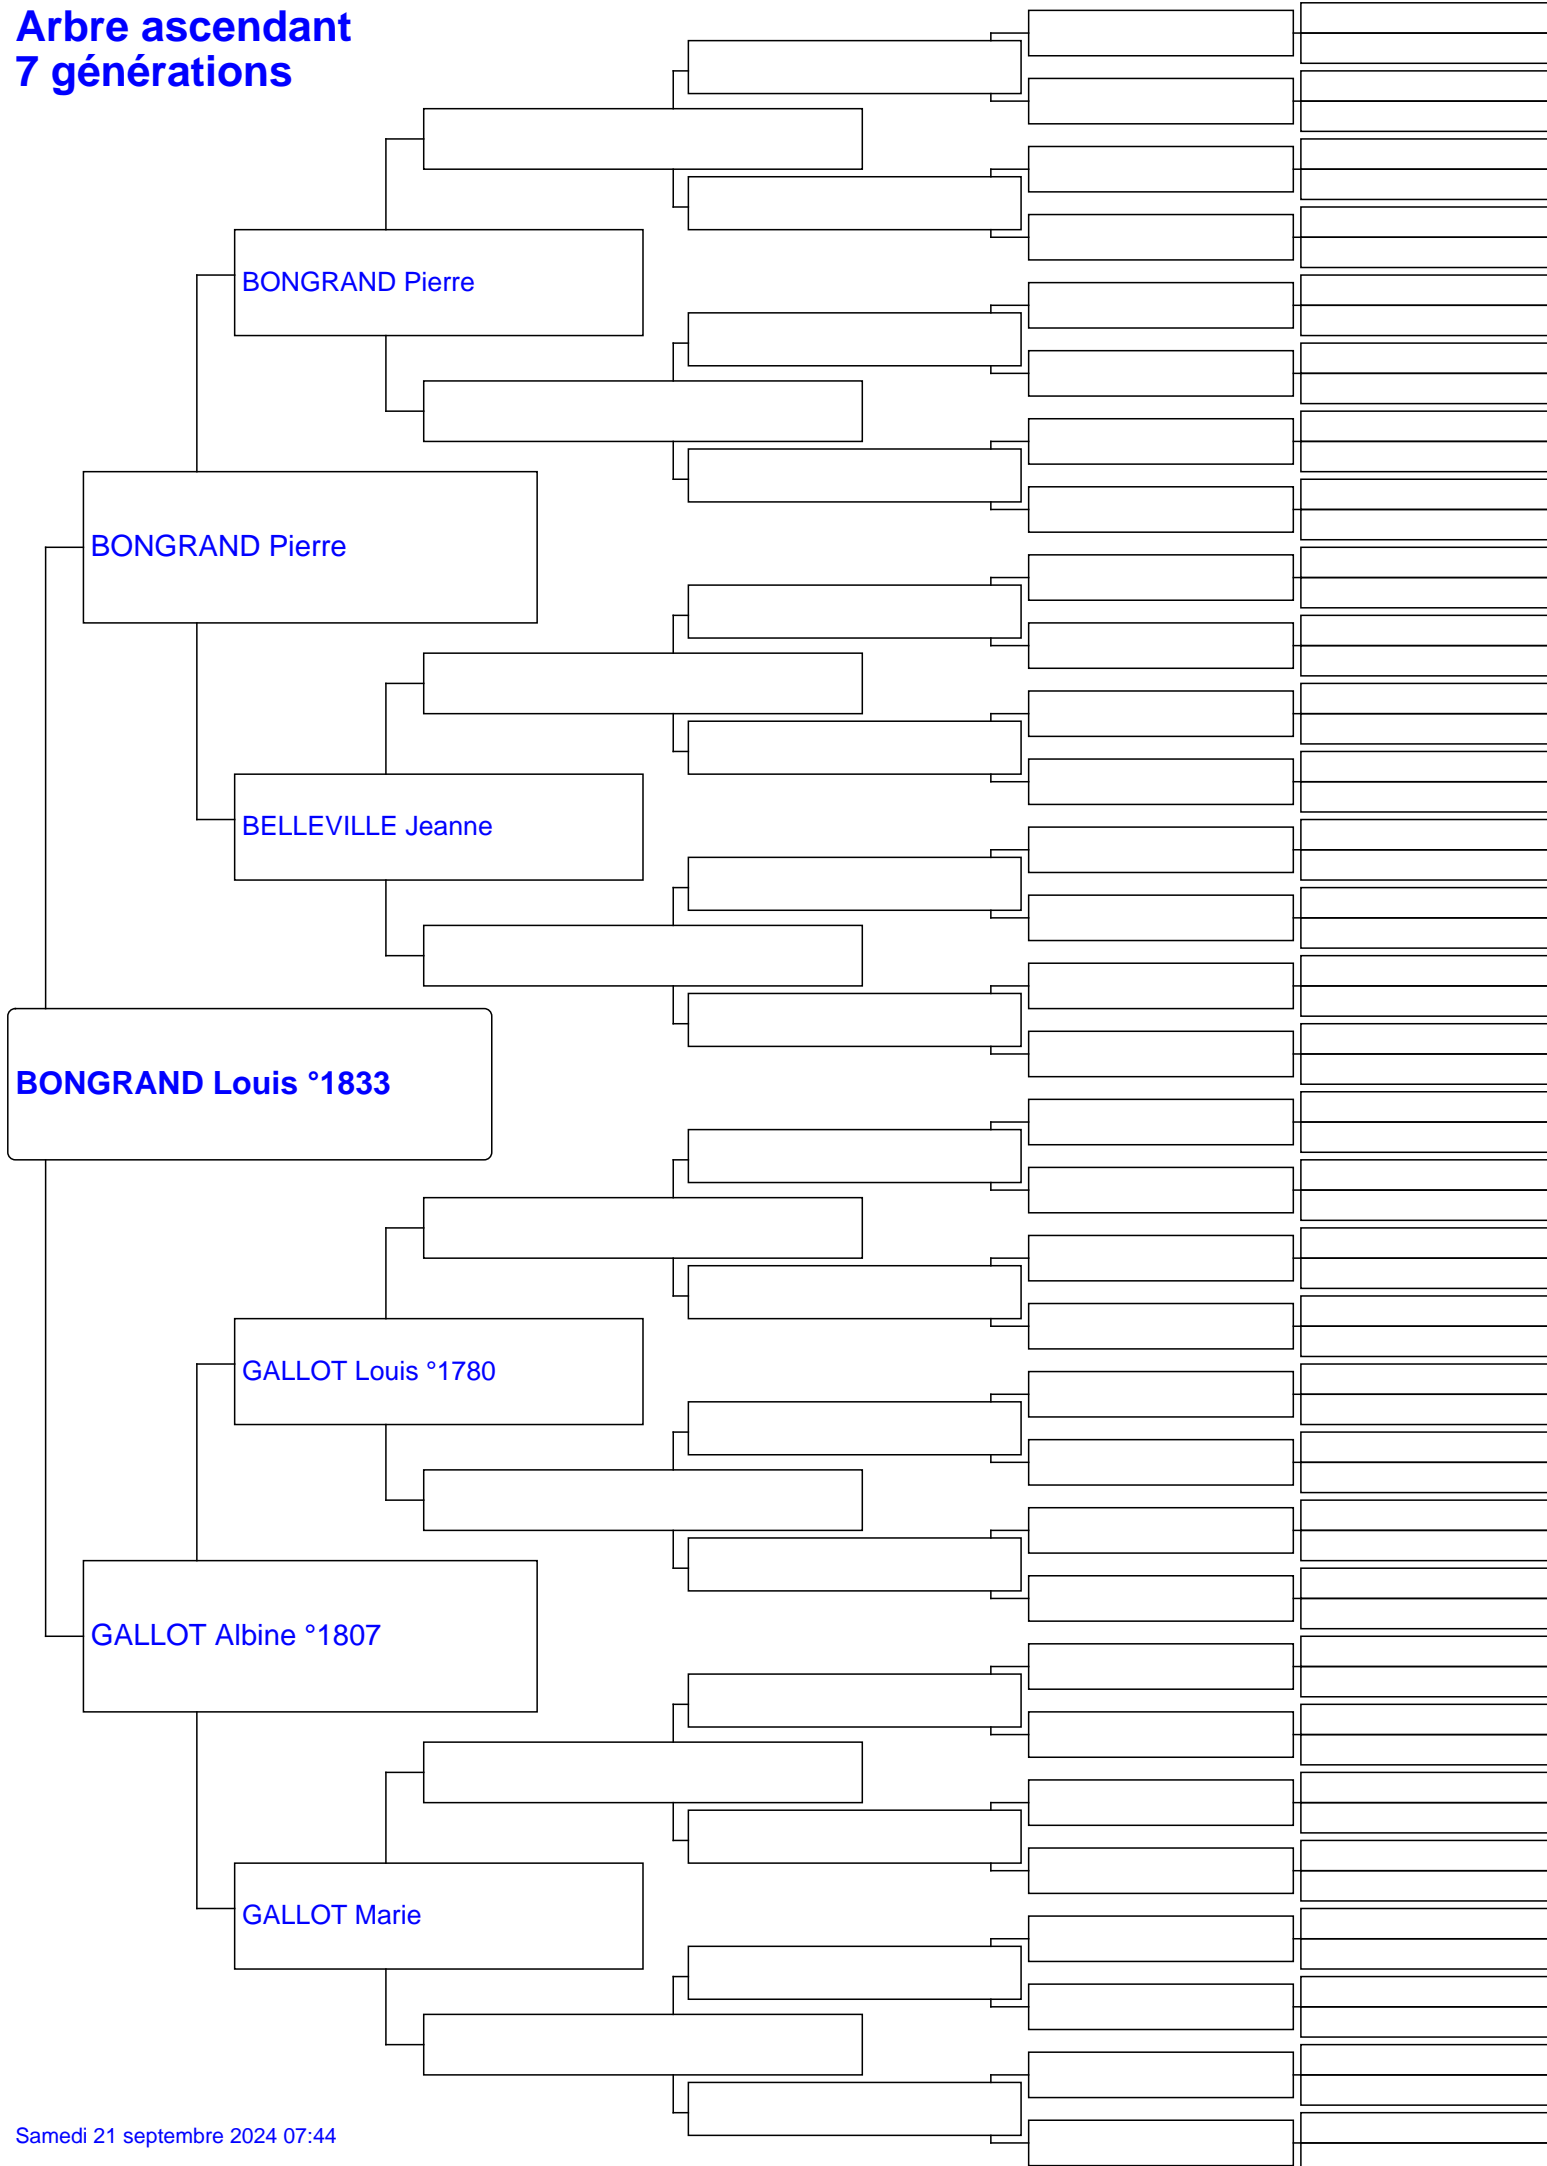 Arbre ascendant
7 générations
BONGRAND Pierre
BONGRAND Pierre
BELLEVILLE Jeanne
BONGRAND Louis °1833
GALLOT Louis °1780
GALLOT Albine °1807
GALLOT Marie
Samedi 21 septembre 2024 07:44